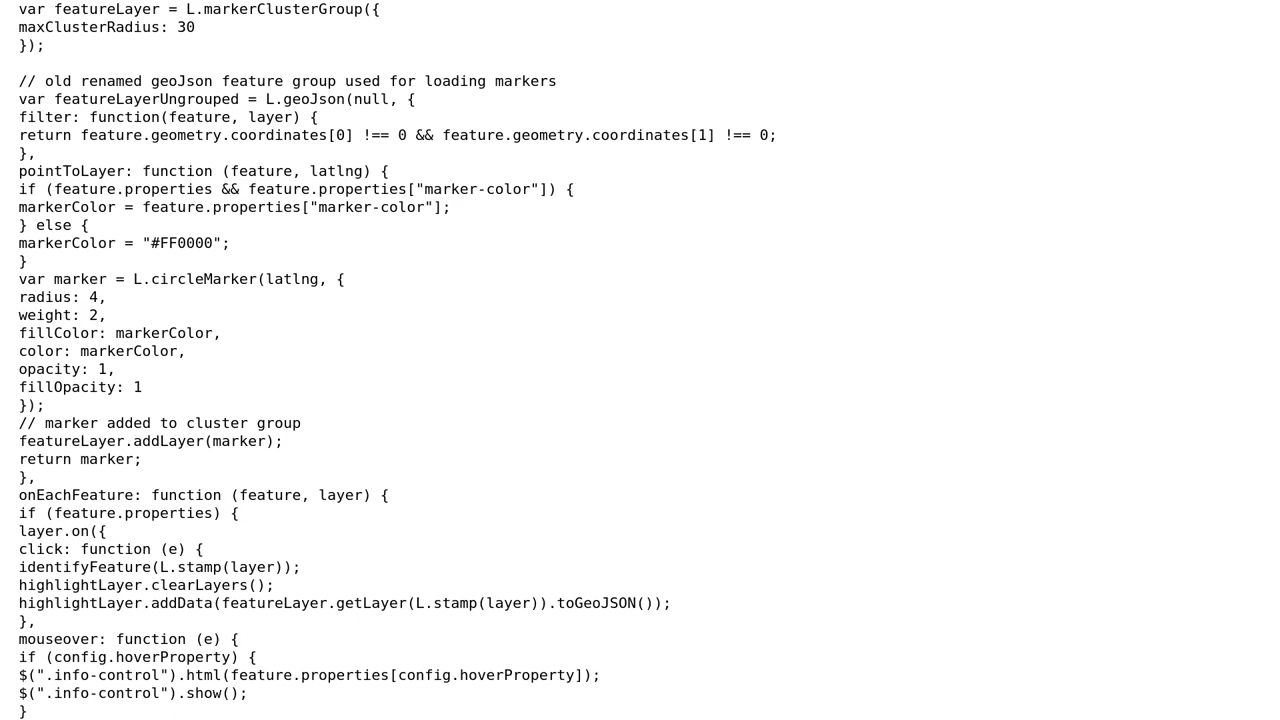 var featureLayer = L.markerClusterGroup({
maxClusterRadius: 30
});

// old renamed geoJson feature group used for loading markers
var featureLayerUngrouped = L.geoJson(null, {
filter: function(feature, layer) {
return feature.geometry.coordinates[0] !== 0 && feature.geometry.coordinates[1] !== 0;
},
pointToLayer: function (feature, latlng) {
if (feature.properties && feature.properties["marker-color"]) {
markerColor = feature.properties["marker-color"];
} else {
markerColor = "#FF0000";
}
var marker = L.circleMarker(latlng, {
radius: 4,
weight: 2,
fillColor: markerColor,
color: markerColor,
opacity: 1,
fillOpacity: 1
});
// marker added to cluster group
featureLayer.addLayer(marker);
return marker;
},
onEachFeature: function (feature, layer) {
if (feature.properties) {
layer.on({
click: function (e) {
identifyFeature(L.stamp(layer));
highlightLayer.clearLayers();
highlightLayer.addData(featureLayer.getLayer(L.stamp(layer)).toGeoJSON());
},
mouseover: function (e) {
if (config.hoverProperty) {
$(".info-control").html(feature.properties[config.hoverProperty]);
$(".info-control").show();
}